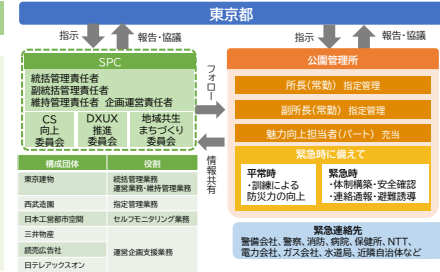 東京都
指示
報告・協議
指示
報告・協議
SPC
統括管理責任者
副統括管理責任者
維持管理責任者 企画運営責任者
CS
向上
委員会
DXUX
推進
委員会
地域共生
まちづくり
委員会
フォロー
情報共有
構成団体 役割
東京建物 統括管理業務
運営業務・維持管理業務
西武造園 指定管理業務
日本工営都市空間 セルフモニタリング業務
三井物産
読売広告社
日テレアックスオン
運営企画支援業務
公園管理所
所長(常勤) 指定管理
副所長(常勤) 指定管理
魅力向上担当者(パート) 充当
緊急時に備えて
平常時
・訓練による
防災力の向上
緊急時
・体制構築・安全確認
・連絡通報・避難誘導
緊急連絡先
警備会社、警察、消防、病院、保健所、NTT、
電力会社、ガス会社、水道局、近隣自治体など